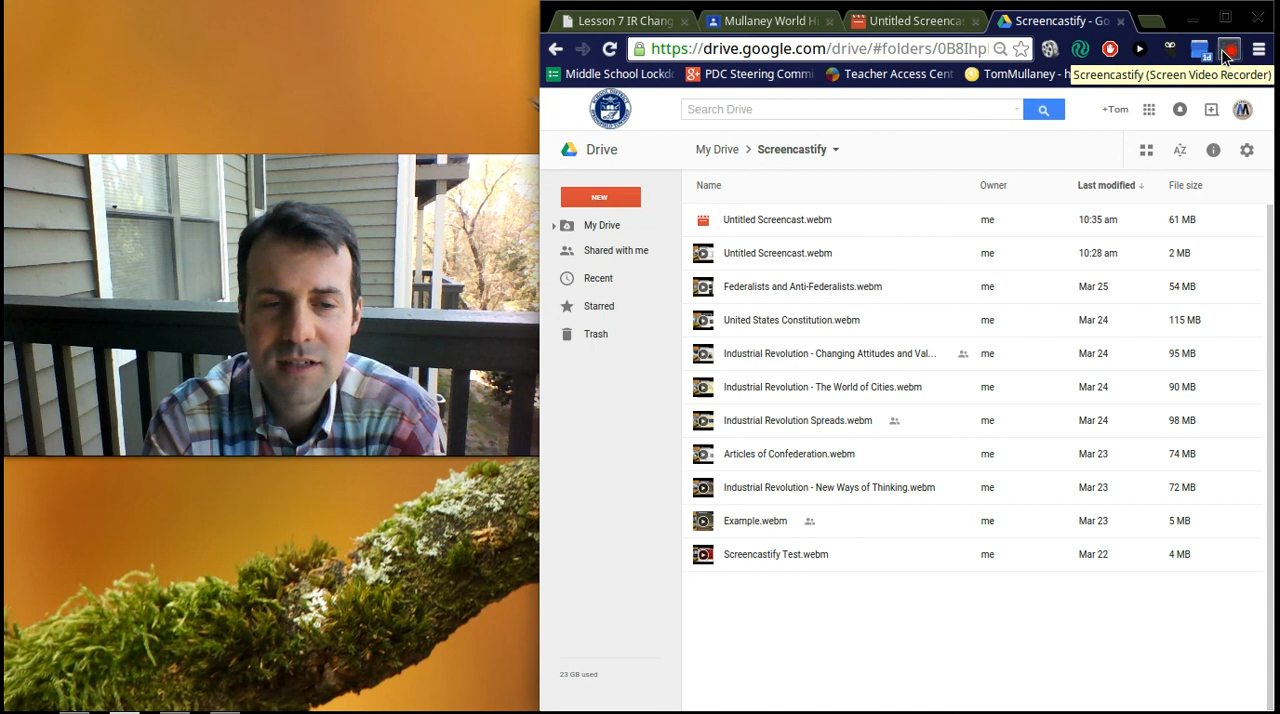 Lesson 7 IR Chang
Mullaney World Hi
Untitled Screencas
Screencastify - Go
https://drive.google.com/drive/#folders/0B8Ihp
1d
Middle School Lockd
PDC Steering Commi
Teacher Access Cent
TomMullaney - h
Screencastify (Screen Video Recorder)
Search Drive
+Tom
Drive
My Drive > Screencastify
AZ
NEW
My Drive
Shared with me
Recent
Starred
Trash
23 GB used
Name Owner Last modified ↓ File size
Untitled Screencast.webm me 10:35 am 61 MB
Untitled Screencast.webm me 10:28 am 2 MB
Federalists and Anti-Federalists.webm me Mar 25 54 MB
United States Constitution.webm me Mar 24 115 MB
Industrial Revolution - Changing Attitudes and Val... me Mar 24 95 MB
Industrial Revolution - The World of Cities.webm me Mar 24 90 MB
Industrial Revolution Spreads.webm me Mar 24 98 MB
Articles of Confederation.webm me Mar 23 74 MB
Industrial Revolution - New Ways of Thinking.webm me Mar 23 72 MB
Example.webm me Mar 23 5 MB
Screencastify Test.webm me Mar 22 4 MB